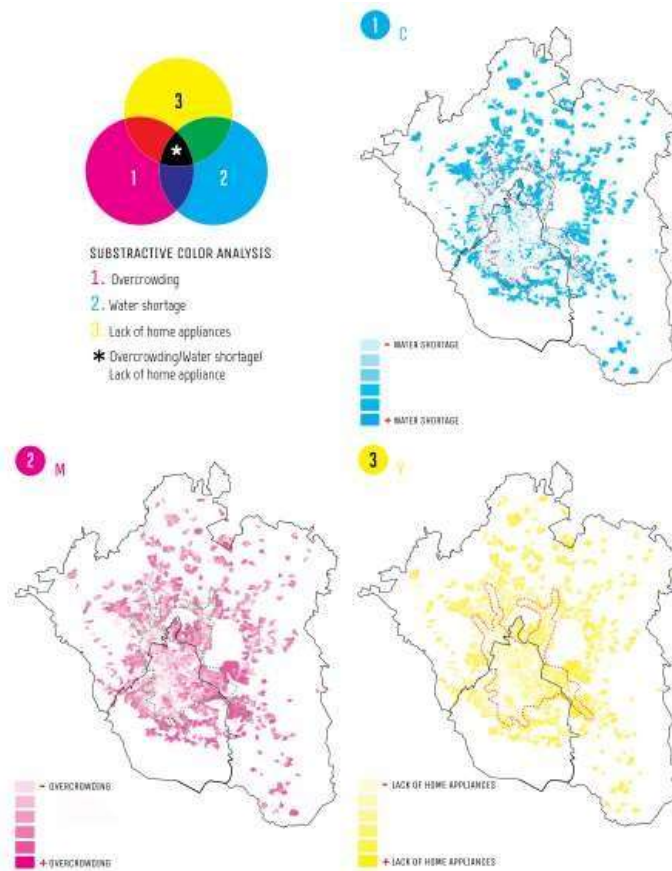 3
1
*
2
SUBSTRACTIVE COLOR ANALYSIS
1. Overcrowding
2. Water shortage
3 Lack of home appliances
* Overcrowding/Water shortage/
Lack of home appliance
1 C
- WATER SHORTAGE
+ WATER SHORTAGE
2 M
- OVERCROWDING
+ OVERCROWDING
3 Y
- LACK OF HOME APPLIANCES
+ LACK OF HOME APPLIANCES